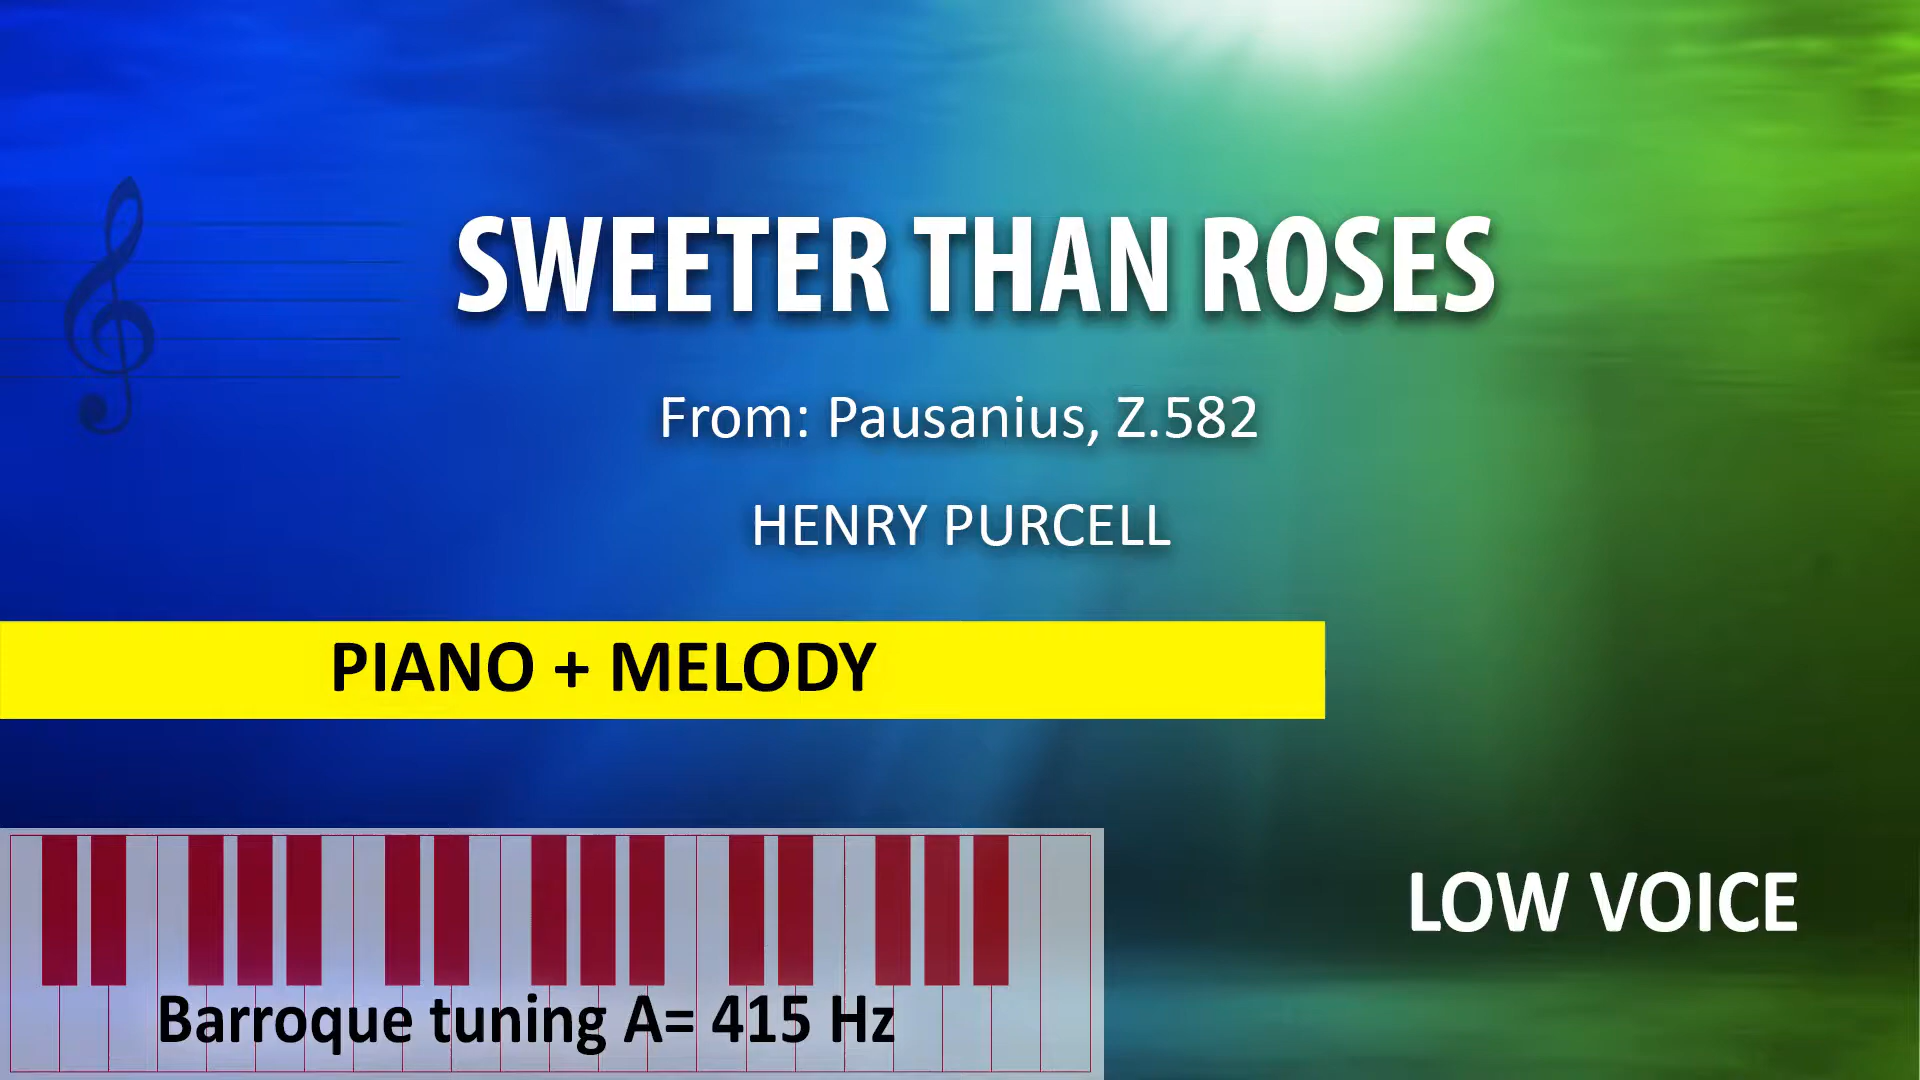 SWEETER THAN ROSES
From: Pausanius, Z.582
HENRY PURCELL
PIANO + MELODY
LOW VOICE
Barroque tuning A= 415 Hz